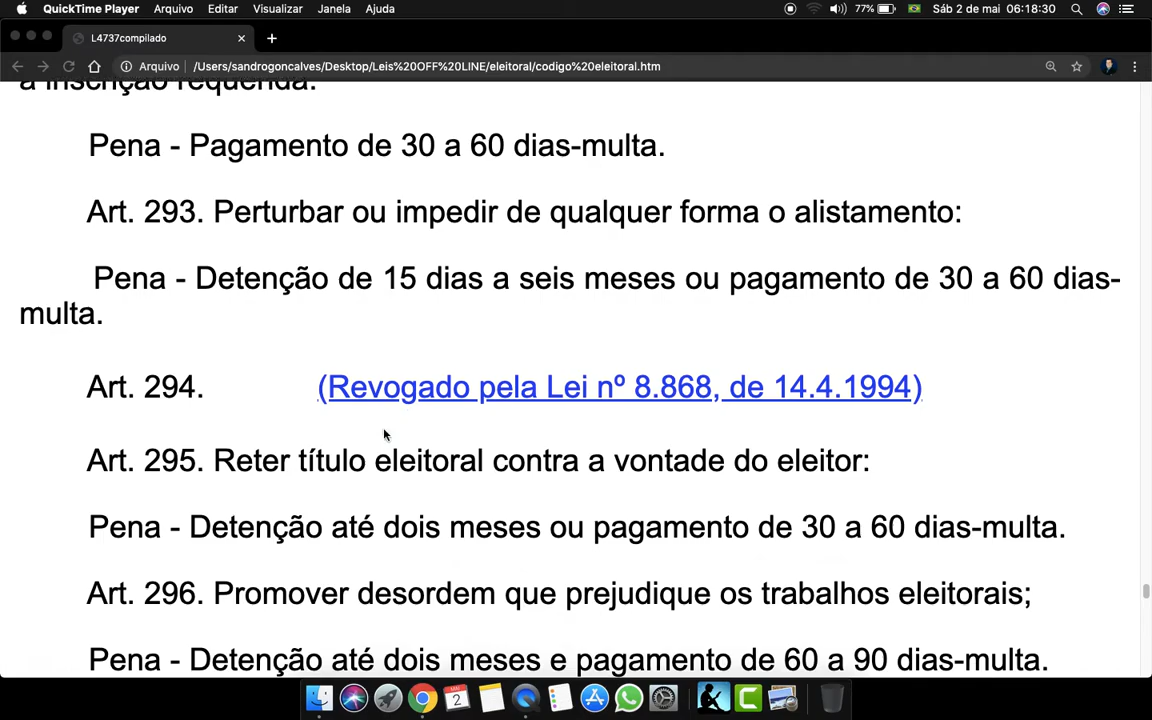 QuickTime Player Arquivo Editar Visualizar Janela Ajuda 77% Sáb 2 de mai 06:18:30
L4737compilado
Arquivo /Users/sandrogoncalves/Desktop/Leis%20OFF%20LINE/eleitoral/codigo%20eleitoral.htm
a inscrição requerida.
Pena - Pagamento de 30 a 60 dias-multa.
Art. 293. Perturbar ou impedir de qualquer forma o alistamento:
Pena - Detenção de 15 dias a seis meses ou pagamento de 30 a 60 dias-
multa.
Art. 294. (Revogado pela Lei nº 8.868, de 14.4.1994)
Art. 295. Reter título eleitoral contra a vontade do eleitor:
Pena - Detenção até dois meses ou pagamento de 30 a 60 dias-multa.
Art. 296. Promover desordem que prejudique os trabalhos eleitorais;
Pena - Detenção até dois meses e pagamento de 60 a 90 dias-multa.
MAI
2